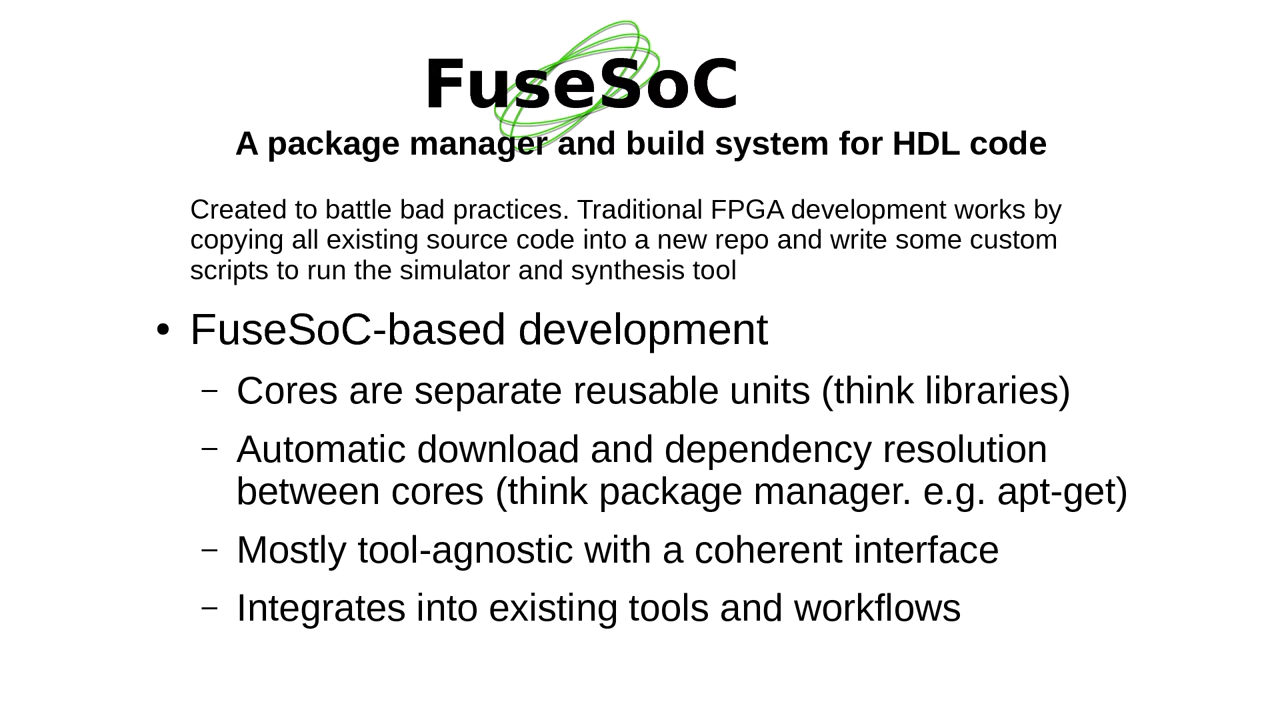 FuseSoC
A package manager and build system for HDL code
Created to battle bad practices. Traditional FPGA development works by
copying all existing source code into a new repo and write some custom
scripts to run the simulator and synthesis tool
• FuseSoC-based development
– Cores are separate reusable units (think libraries)
– Automatic download and dependency resolution
between cores (think package manager. e.g. apt-get)
– Mostly tool-agnostic with a coherent interface
– Integrates into existing tools and workflows